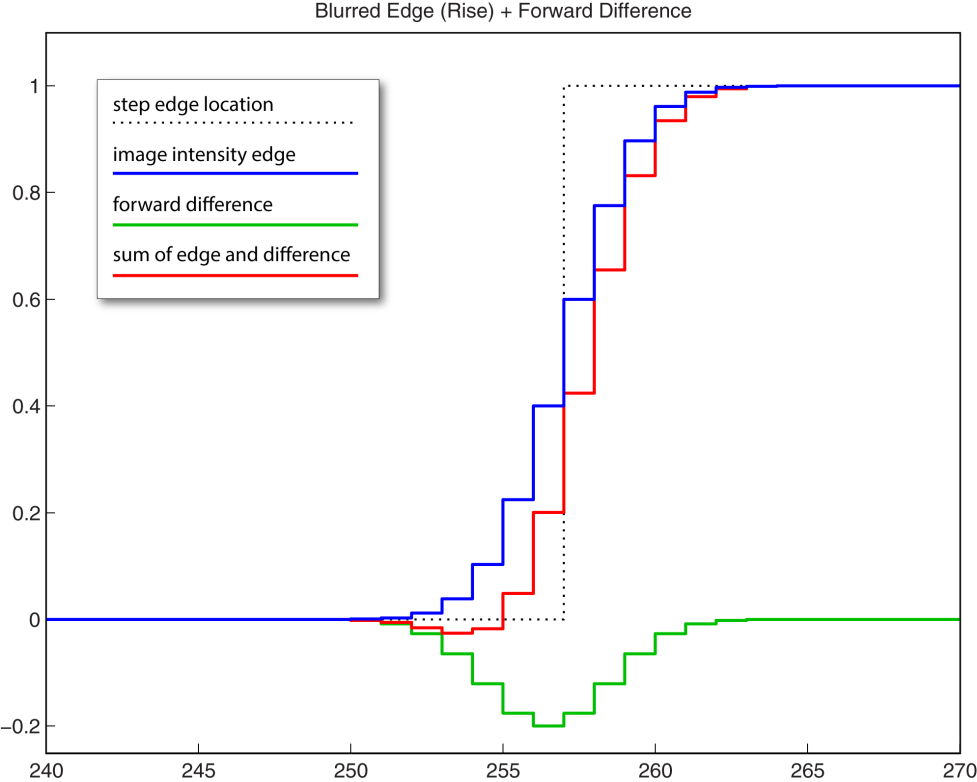 Blurred Edge (Rise) + Forward Difference
1
step edge location
image intensity edge
0.8
forward difference
sum of edge and difference
0.6
0.4
0.2
0
−0.2
240 245 250 255 260 265 270